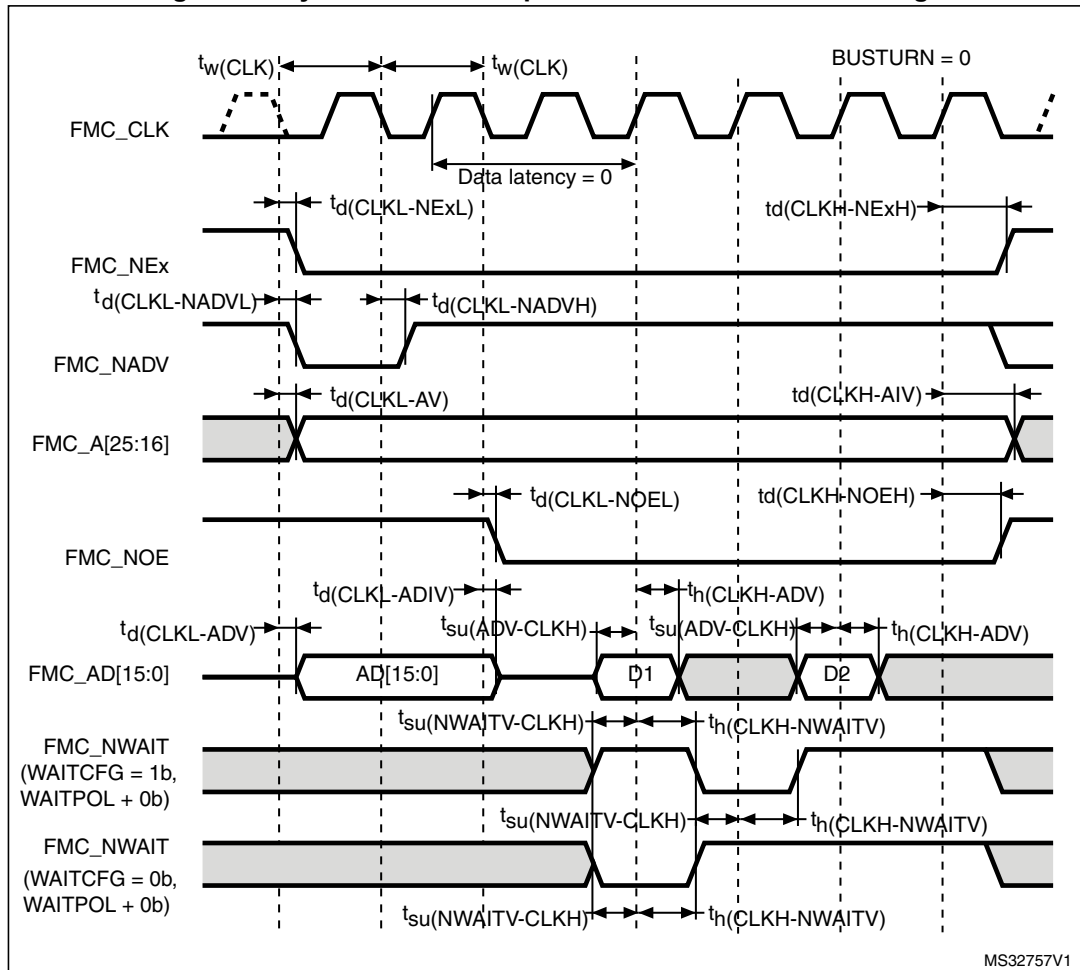 BUSTURN = 0
tw(CLK) tw(CLK)
FMC_CLK
Data latency = 0
td(CLKL-NExL) td(CLKH-NExH)
FMC_NEx
td(CLKL-NADVL) td(CLKL-NADVH)
FMC_NADV
td(CLKL-AV) td(CLKH-AIV)
FMC_A[25:16]
td(CLKL-NOEL) td(CLKH-NOEH)
FMC_NOE
td(CLKL-ADIV) th(CLKH-ADV)
td(CLKL-ADV) tsu(ADV-CLKH) tsu(ADV-CLKH) th(CLKH-ADV)
FMC_AD[15:0] AD[15:0] D1 D2
tsu(NWAITV-CLKH) th(CLKH-NWAITV)
FMC_NWAIT
(WAITCFG = 1b,
WAITPOL + 0b)
tsu(NWAITV-CLKH) th(CLKH-NWAITV)
FMC_NWAIT
(WAITCFG = 0b,
WAITPOL + 0b)
tsu(NWAITV-CLKH) th(CLKH-NWAITV)
MS32757V1